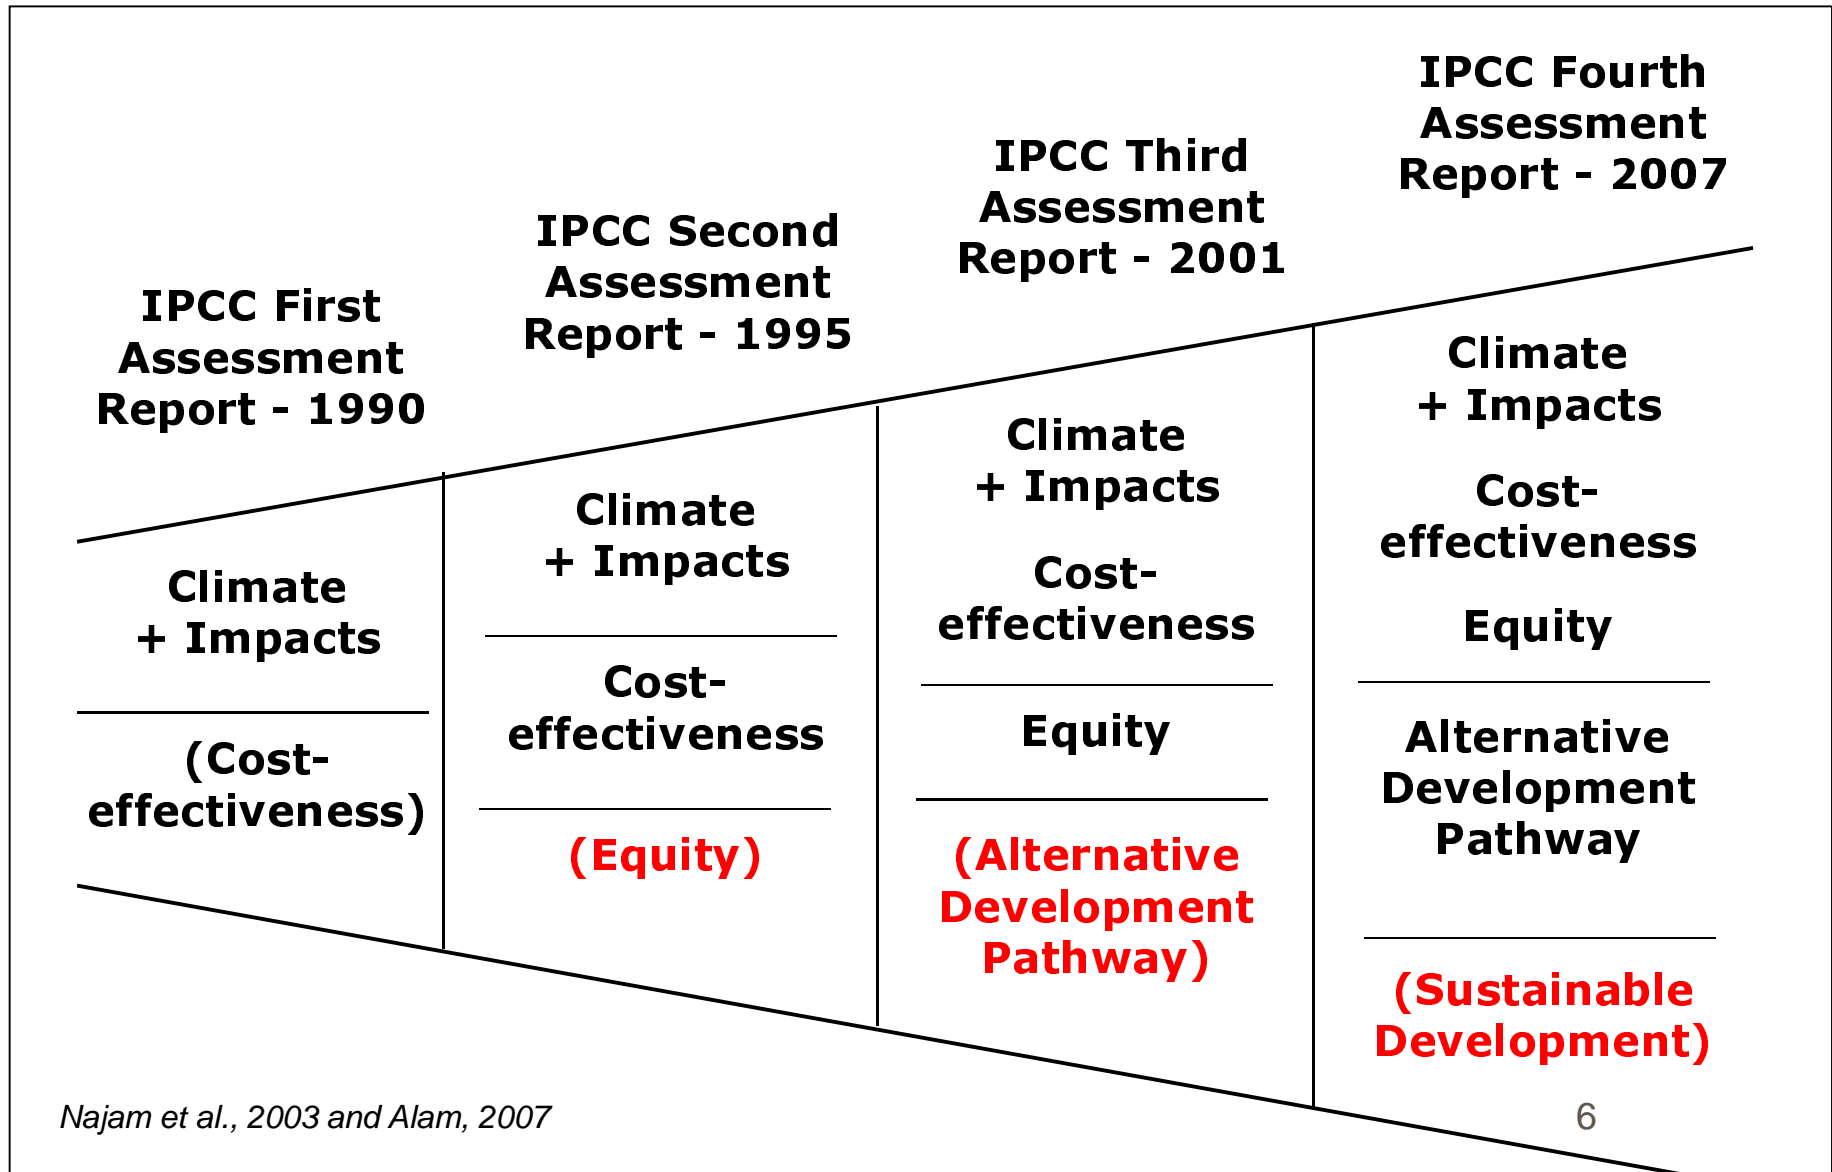 IPCC First
Assessment
Report - 1990
Climate
+ Impacts
(Cost-
effectiveness)
IPCC Second
Assessment
Report - 1995
Climate
+ Impacts
Cost-
effectiveness
(Equity)
IPCC Third
Assessment
Report - 2001
Climate
+ Impacts
Cost-
effectiveness
Equity
(Alternative
Development
Pathway)
IPCC Fourth
Assessment
Report - 2007
Climate
+ Impacts
Cost-
effectiveness
Equity
Alternative
Development
Pathway
(Sustainable
Development)
Najam et al., 2003 and Alam, 2007
6